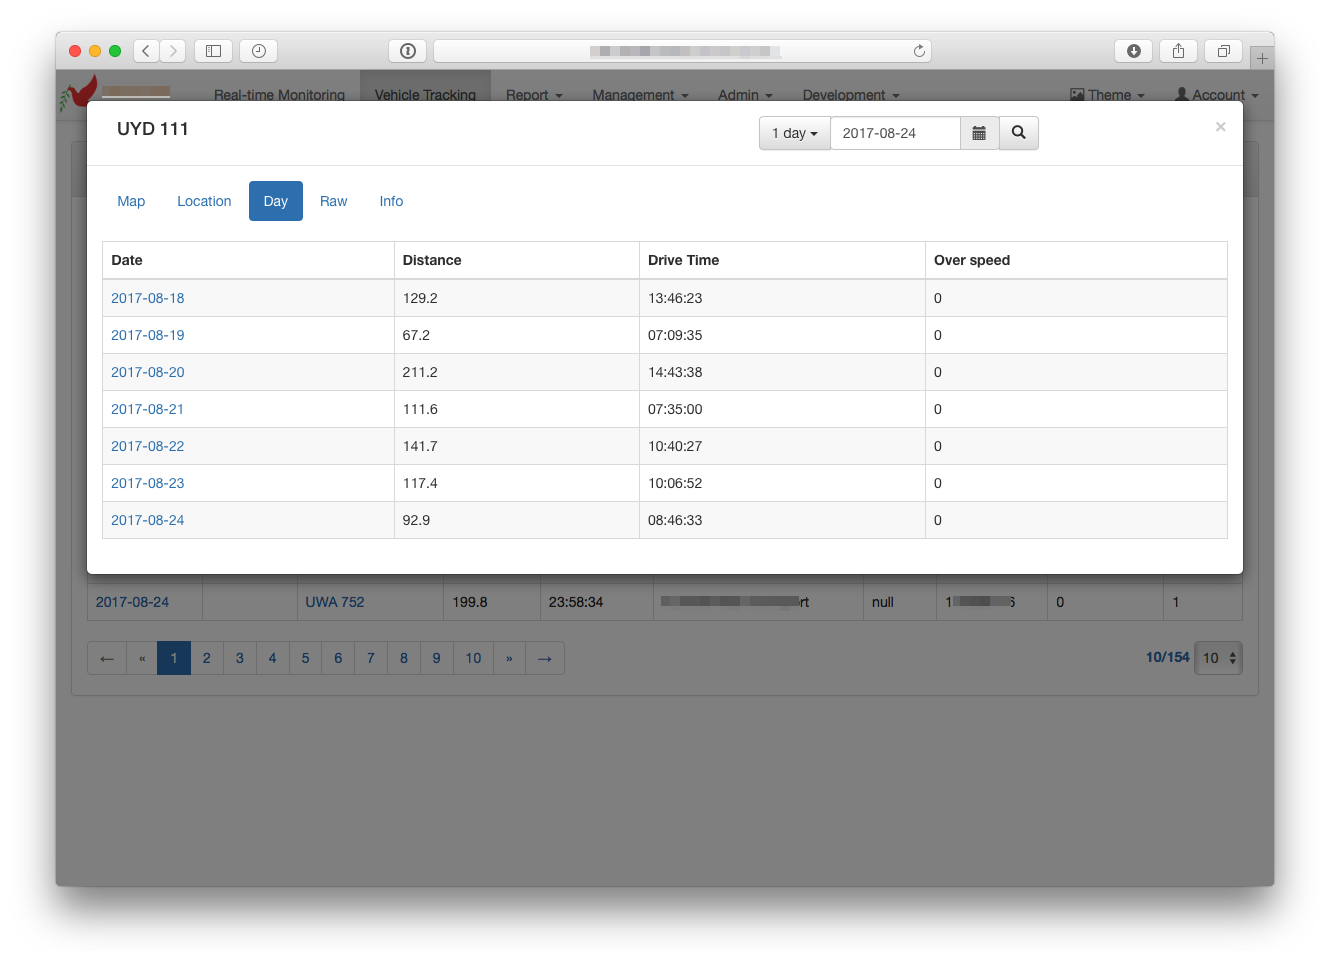 Real-time Monitoring Vehicle Tracking Report Management Admin Development Theme Account
UYD 111 1 day 2017-08-24 ×
Map Location Day Raw Info
Date Distance Drive Time Over speed
2017-08-18 129.2 13:46:23 0
2017-08-19 67.2 07:09:35 0
2017-08-20 211.2 14:43:38 0
2017-08-21 111.6 07:35:00 0
2017-08-22 141.7 10:40:27 0
2017-08-23 117.4 10:06:52 0
2017-08-24 92.9 08:46:33 0
2017-08-24 UWA 752 199.8 23:58:34 null 0 1
← « 1 2 3 4 5 6 7 8 9 10 » → 10/154 10